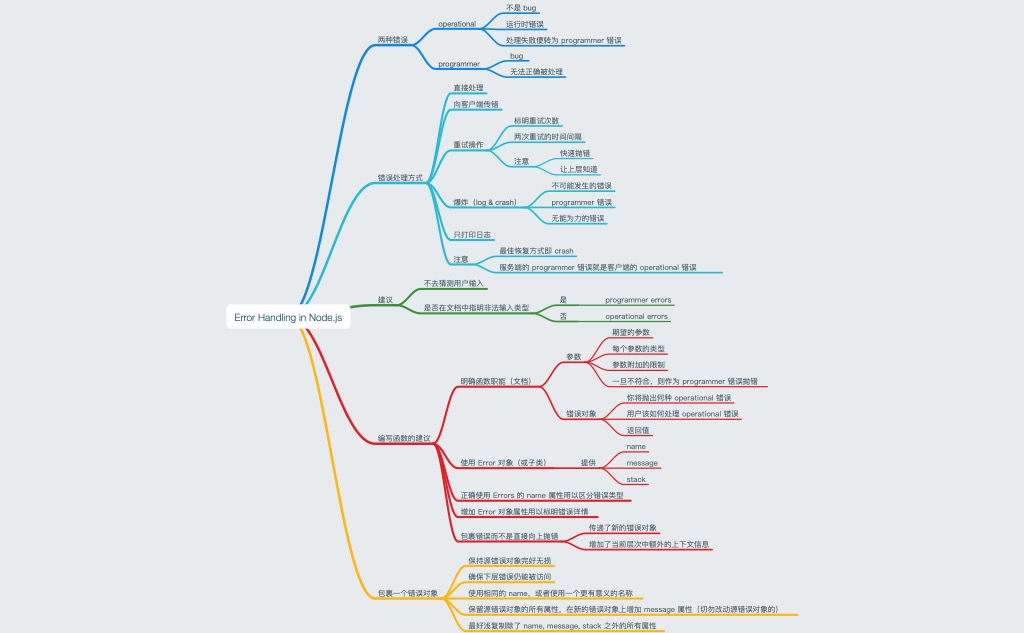 Error Handling in Node.js
两种错误
operational
不是 bug
运行时错误
处理失败便转为 programmer 错误
programmer
bug
无法正确被处理
错误处理方式
直接处理
向客户端传错
重试操作
标明重试次数
两次重试的时间间隔
注意
快速抛错
让上层知道
爆炸（log & crash）
不可能发生的错误
programmer 错误
无能为力的错误
只打印日志
注意
最佳恢复方式即 crash
服务端的 programmer 错误就是客户端的 operational 错误
建议
不去猜测用户输入
是否在文档中指明非法输入类型
是
programmer errors
否
operational errors
编写函数的建议
明确函数职能（文档）
参数
期望的参数
每个参数的类型
参数附加的限制
一旦不符合，则作为 programmer 错误抛错
错误对象
你将抛出何种 operational 错误
用户该如何处理 operational 错误
返回值
使用 Error 对象（或子类）
提供
name
message
stack
正确使用 Errors 的 name 属性用以区分错误类型
增加 Error 对象属性用以标明错误详情
包裹错误而不是直接向上抛错
传递了新的错误对象
增加了当前层次中额外的上下文信息
包裹一个错误对象
保持源错误对象完好无损
确保下层错误仍能被访问
使用相同的 name，或者使用一个更有意义的名称
保留源错误对象的所有属性，在新的错误对象上增加 message 属性（切勿改动源错误对象的）
最好浅复制除了 name, message, stack 之外的所有属性